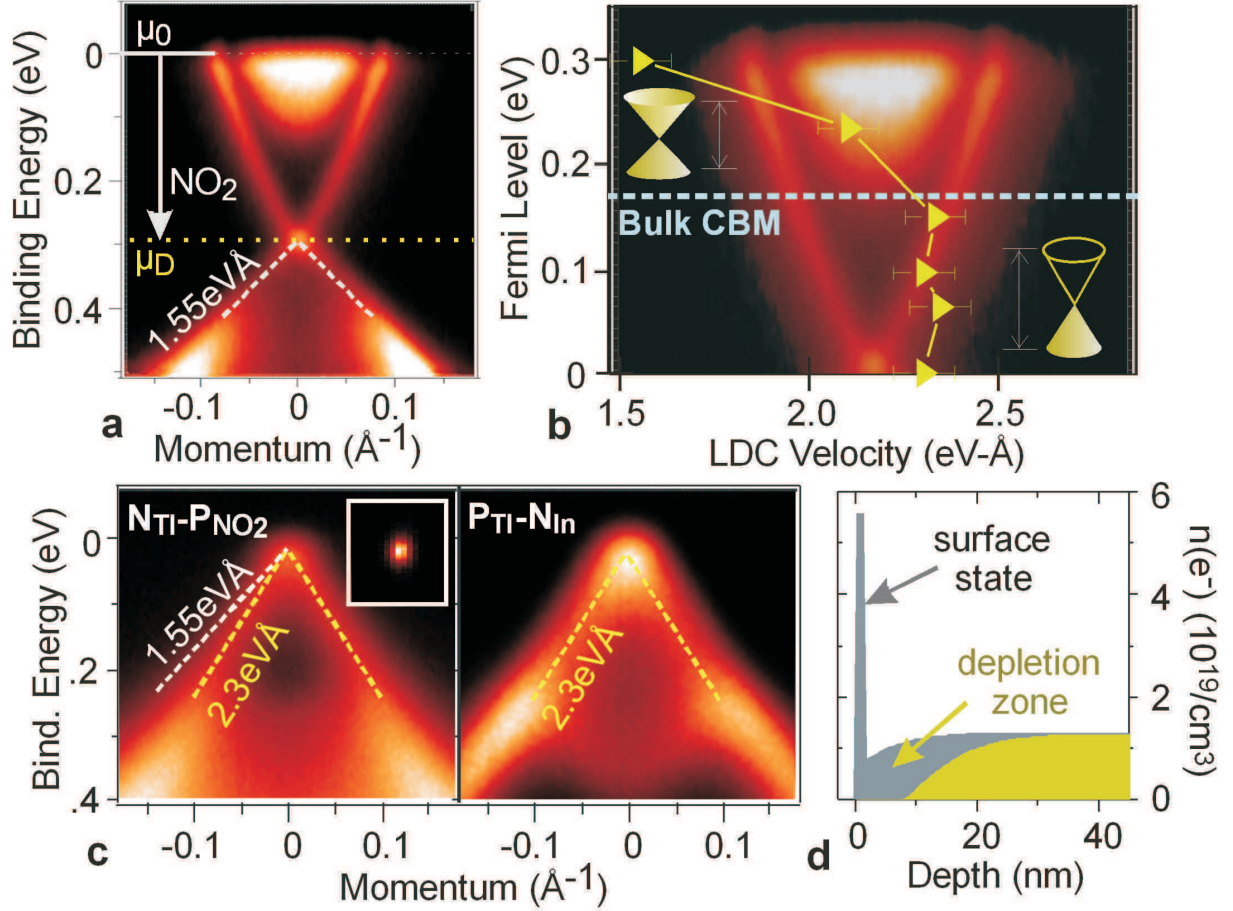 μ0
0
0.2
0.4
Binding Energy (eV)
NO2
μD
1.55eVÅ
a
-0.1
0
0.1
Momentum (Å-1)
0.3
0.2
0.1
0
Fermi Level (eV)
Bulk CBM
b
1.5
2.0
2.5
LDC Velocity (eV-Å)
NTI-PNO2
PTI-NIn
0
.2
.4
Bind. Energy (eV)
1.55eVÅ
2.3eVÅ
2.3eVÅ
c
-0.1
0
0.1
-0.1
0
0.1
Momentum (Å-1)
surface
state
depletion
zone
6
4
2
0
n(e-) (1019/cm3)
d
0
20
40
Depth (nm)